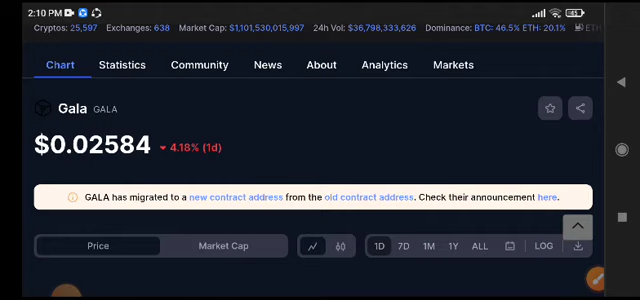 2:10 PM
Cryptos: 25,597 Exchanges: 638 Market Cap: $1,101,530,015,997 24h Vol: $36,798,333,626 Dominance: BTC: 46.5% ETH: 20.1% ETH
Chart Statistics Community News About Analytics Markets
Gala GALA
$0.02584 4.18% (1d)
GALA has migrated to a new contract address from the old contract address. Check their announcement here.
Price Market Cap 1D 7D 1M 1Y ALL LOG